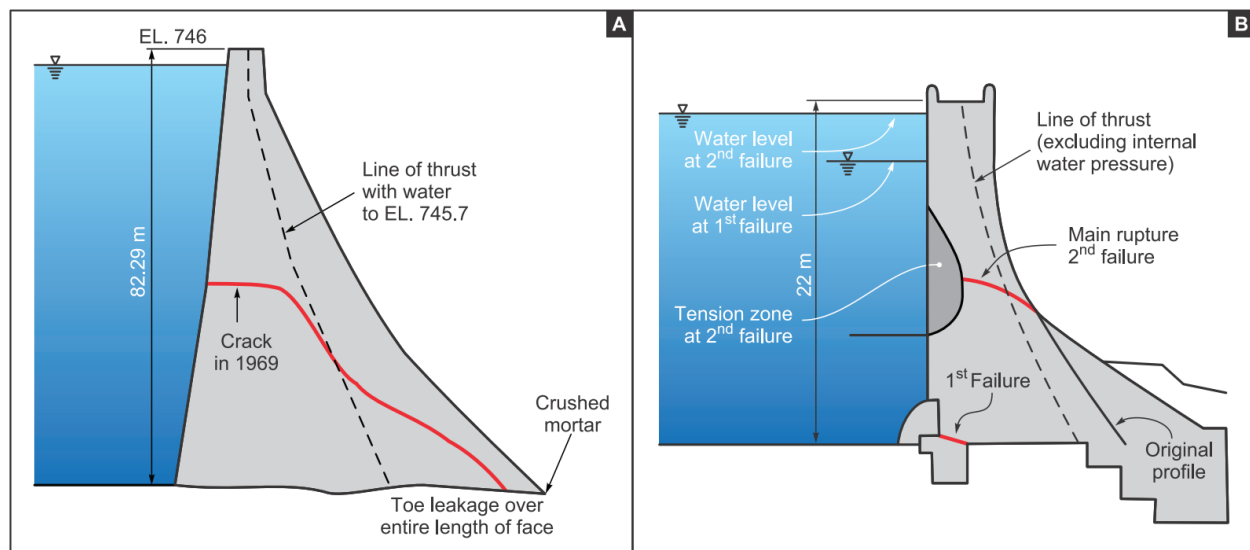 A
EL. 746
82.29 m
Line of thrust
with water
to EL. 745.7
Crack
in 1969
Crushed
mortar
Toe leakage over
entire length of face
B
Water level
at 2nd failure
Water level
at 1st failure
22 m
Tension zone
at 2nd failure
Line of thrust
(excluding internal
water pressure)
Main rupture
2nd failure
1st Failure
Original
profile